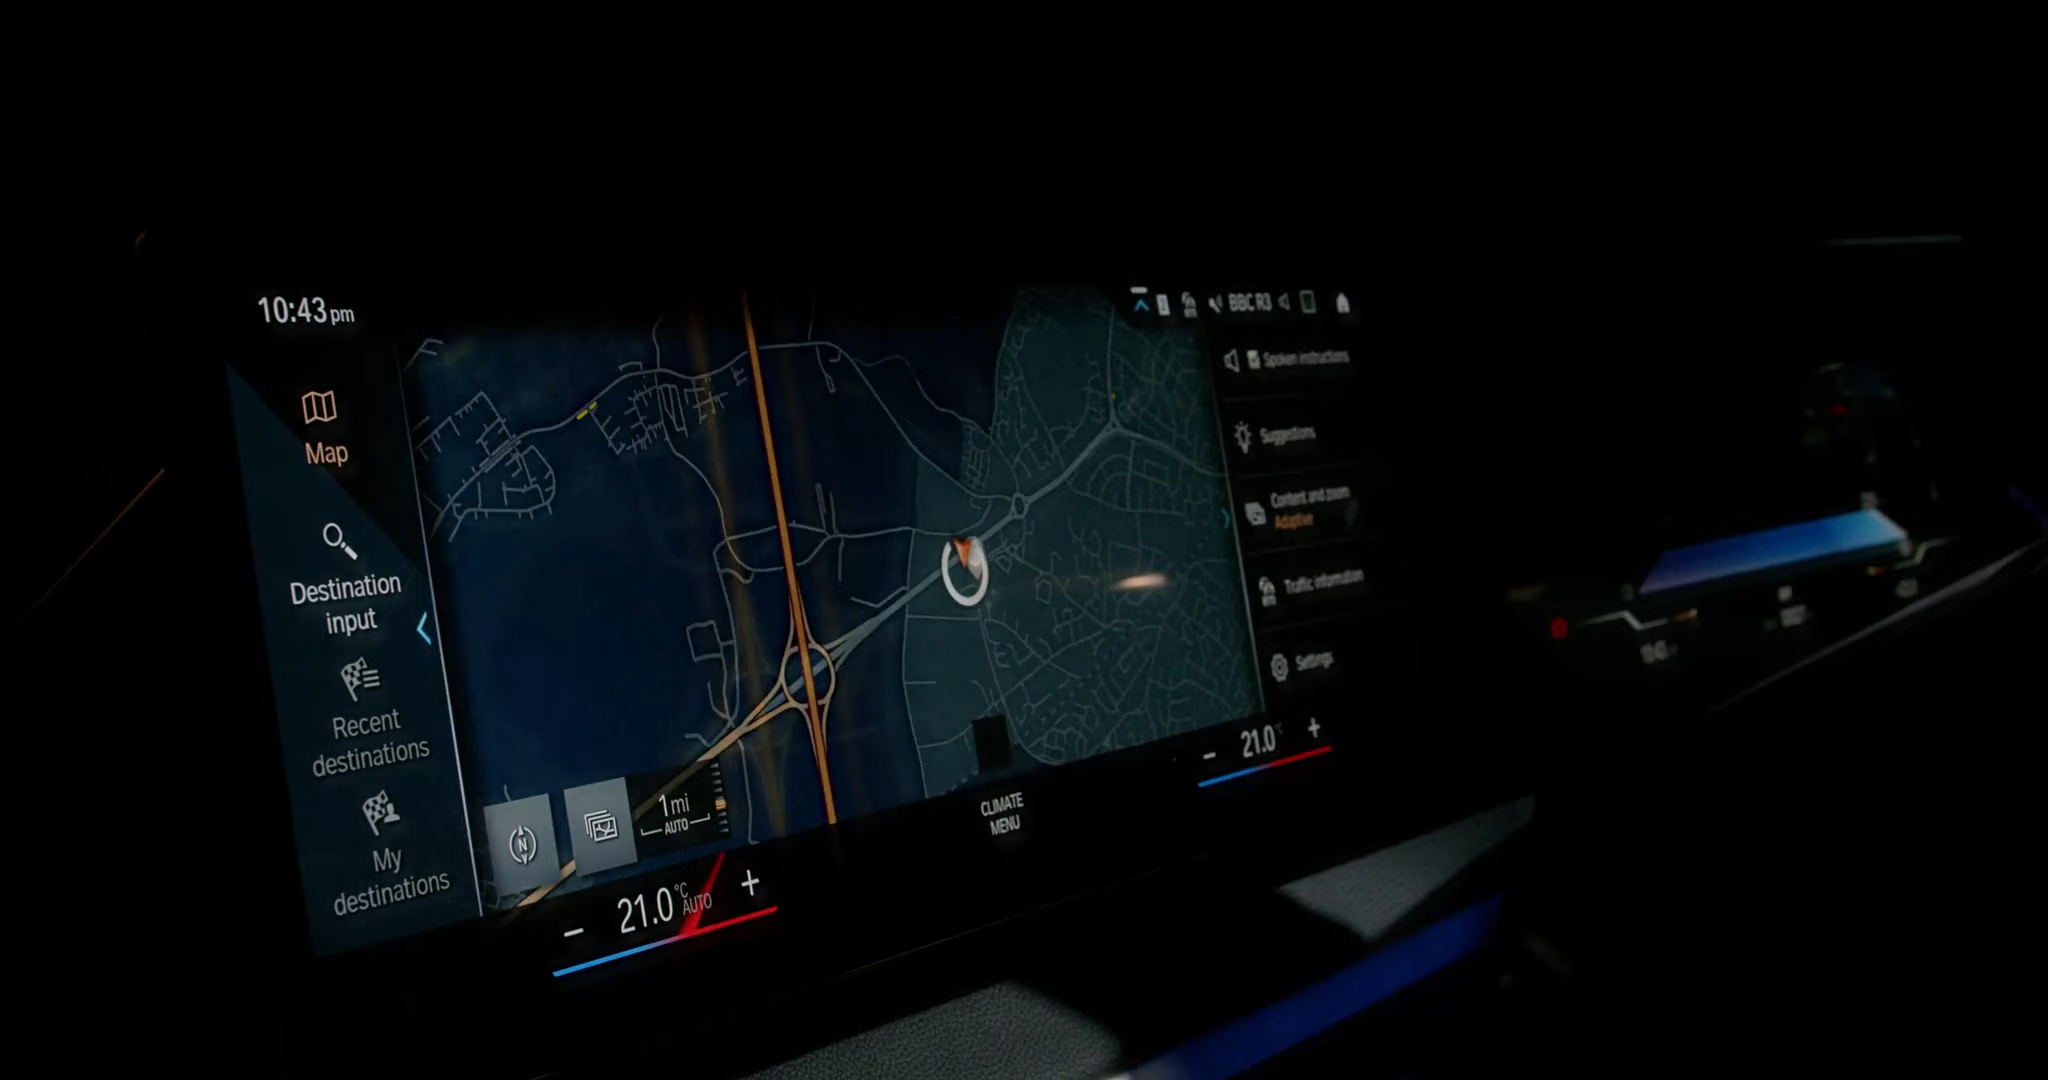 10:43 pm
BBC R3
Map
Destination
input
Recent
destinations
My
destinations
Spoken instructions
Suggestions
Content and zoom
Adaptive
Traffic information
Settings
N
1 mi
AUTO
21.0 °C
AUTO
CLIMATE
MENU
21.0 °C